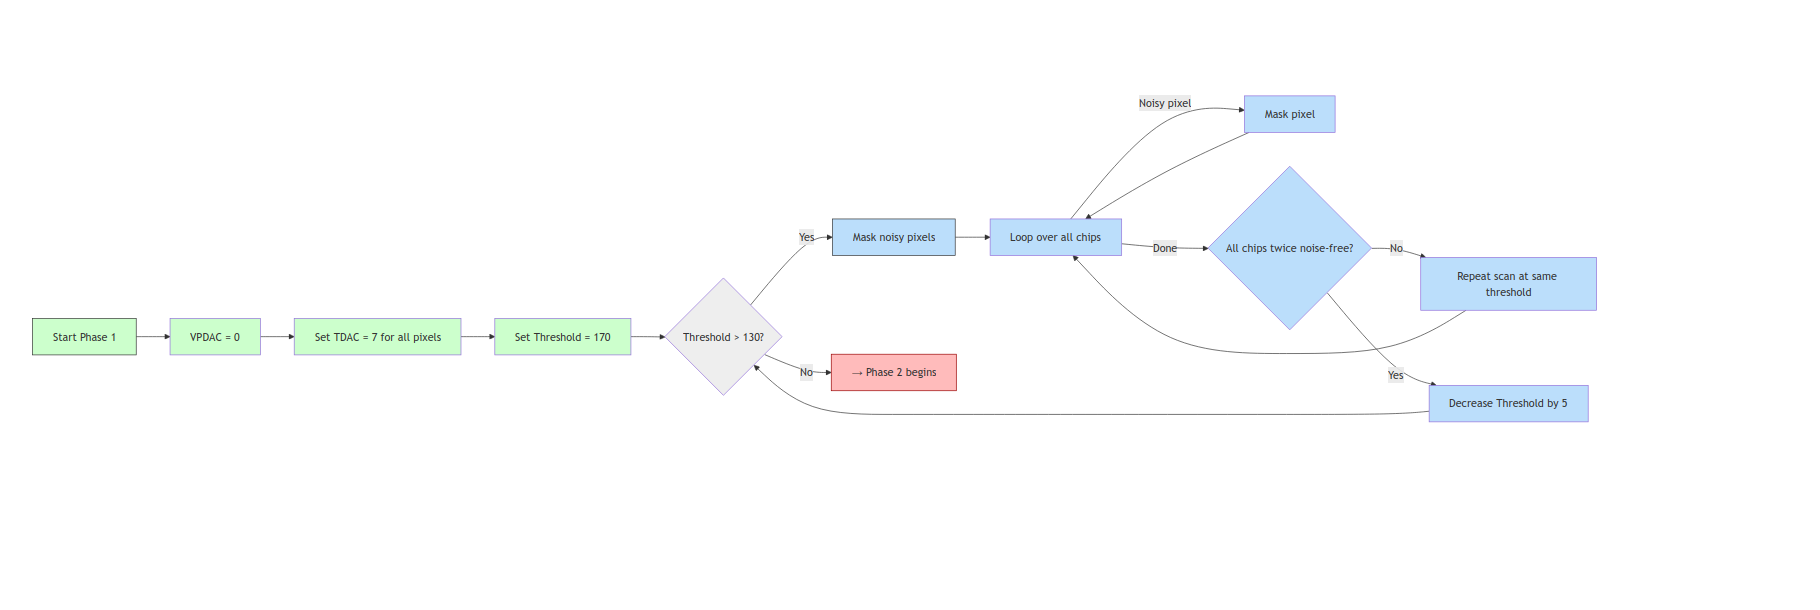 Noisy pixel
Mask pixel
Yes
Mask noisy pixels
Loop over all chips
Done
All chips twice noise-free?
No
Repeat scan at same
threshold
Start Phase 1
VPDAC = 0
Set TDAC = 7 for all pixels
Set Threshold = 170
Threshold > 130?
No
→ Phase 2 begins
Yes
Decrease Threshold by 5